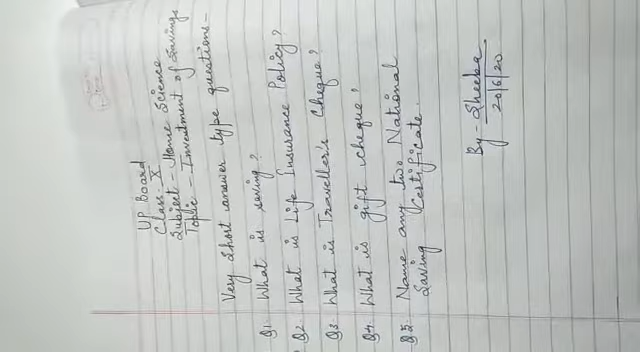 UP Board
Class - X
Subject - Home Science
Topic - Investment of Savings
Very Short answer type questions -
Q1. What is saving?
Q2. What is Life Insurance Policy?
Q3. What is Traveller's Cheque?
Q4. What is gift cheque?
Q5. Name any two National
Saving Certificate.
By - Sheeba
20/6/20